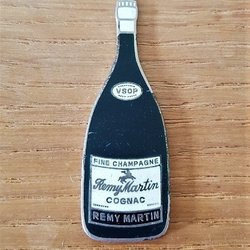 VSOP
FINE CHAMPAGNE
Remy Martin
COGNAC
REMY MARTIN